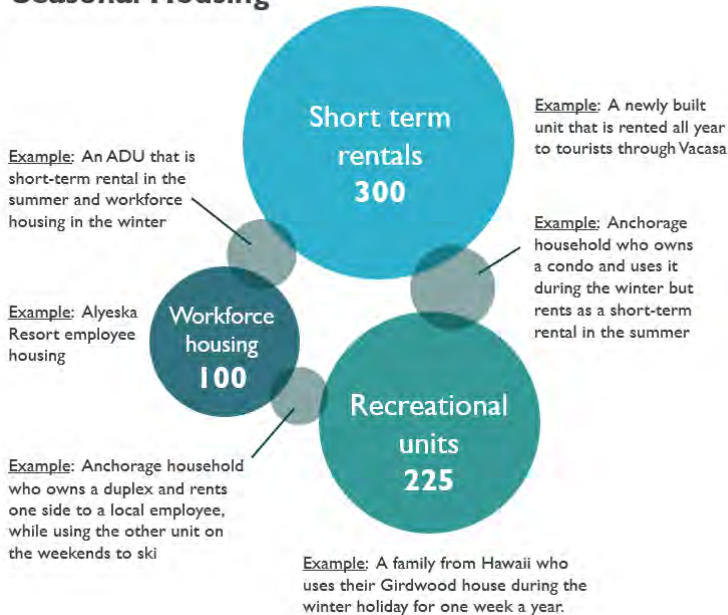 Seasonal Housing
Short term
rentals
300
Example: A newly built
unit that is rented all year
to tourists through Vacasa
Example: An ADU that is
short-term rental in the
summer and workforce
housing in the winter
Example: Anchorage
household who owns
a condo and uses it
during the winter but
rents as a short-term
rental in the summer
Example: Alyeska
Resort employee
housing
Workforce
housing
100
Recreational
units
225
Example: Anchorage household
who owns a duplex and rents
one side to a local employee,
while using the other unit on
the weekends to ski
Example: A family from Hawaii who
uses their Girdwood house during the
winter holiday for one week a year.